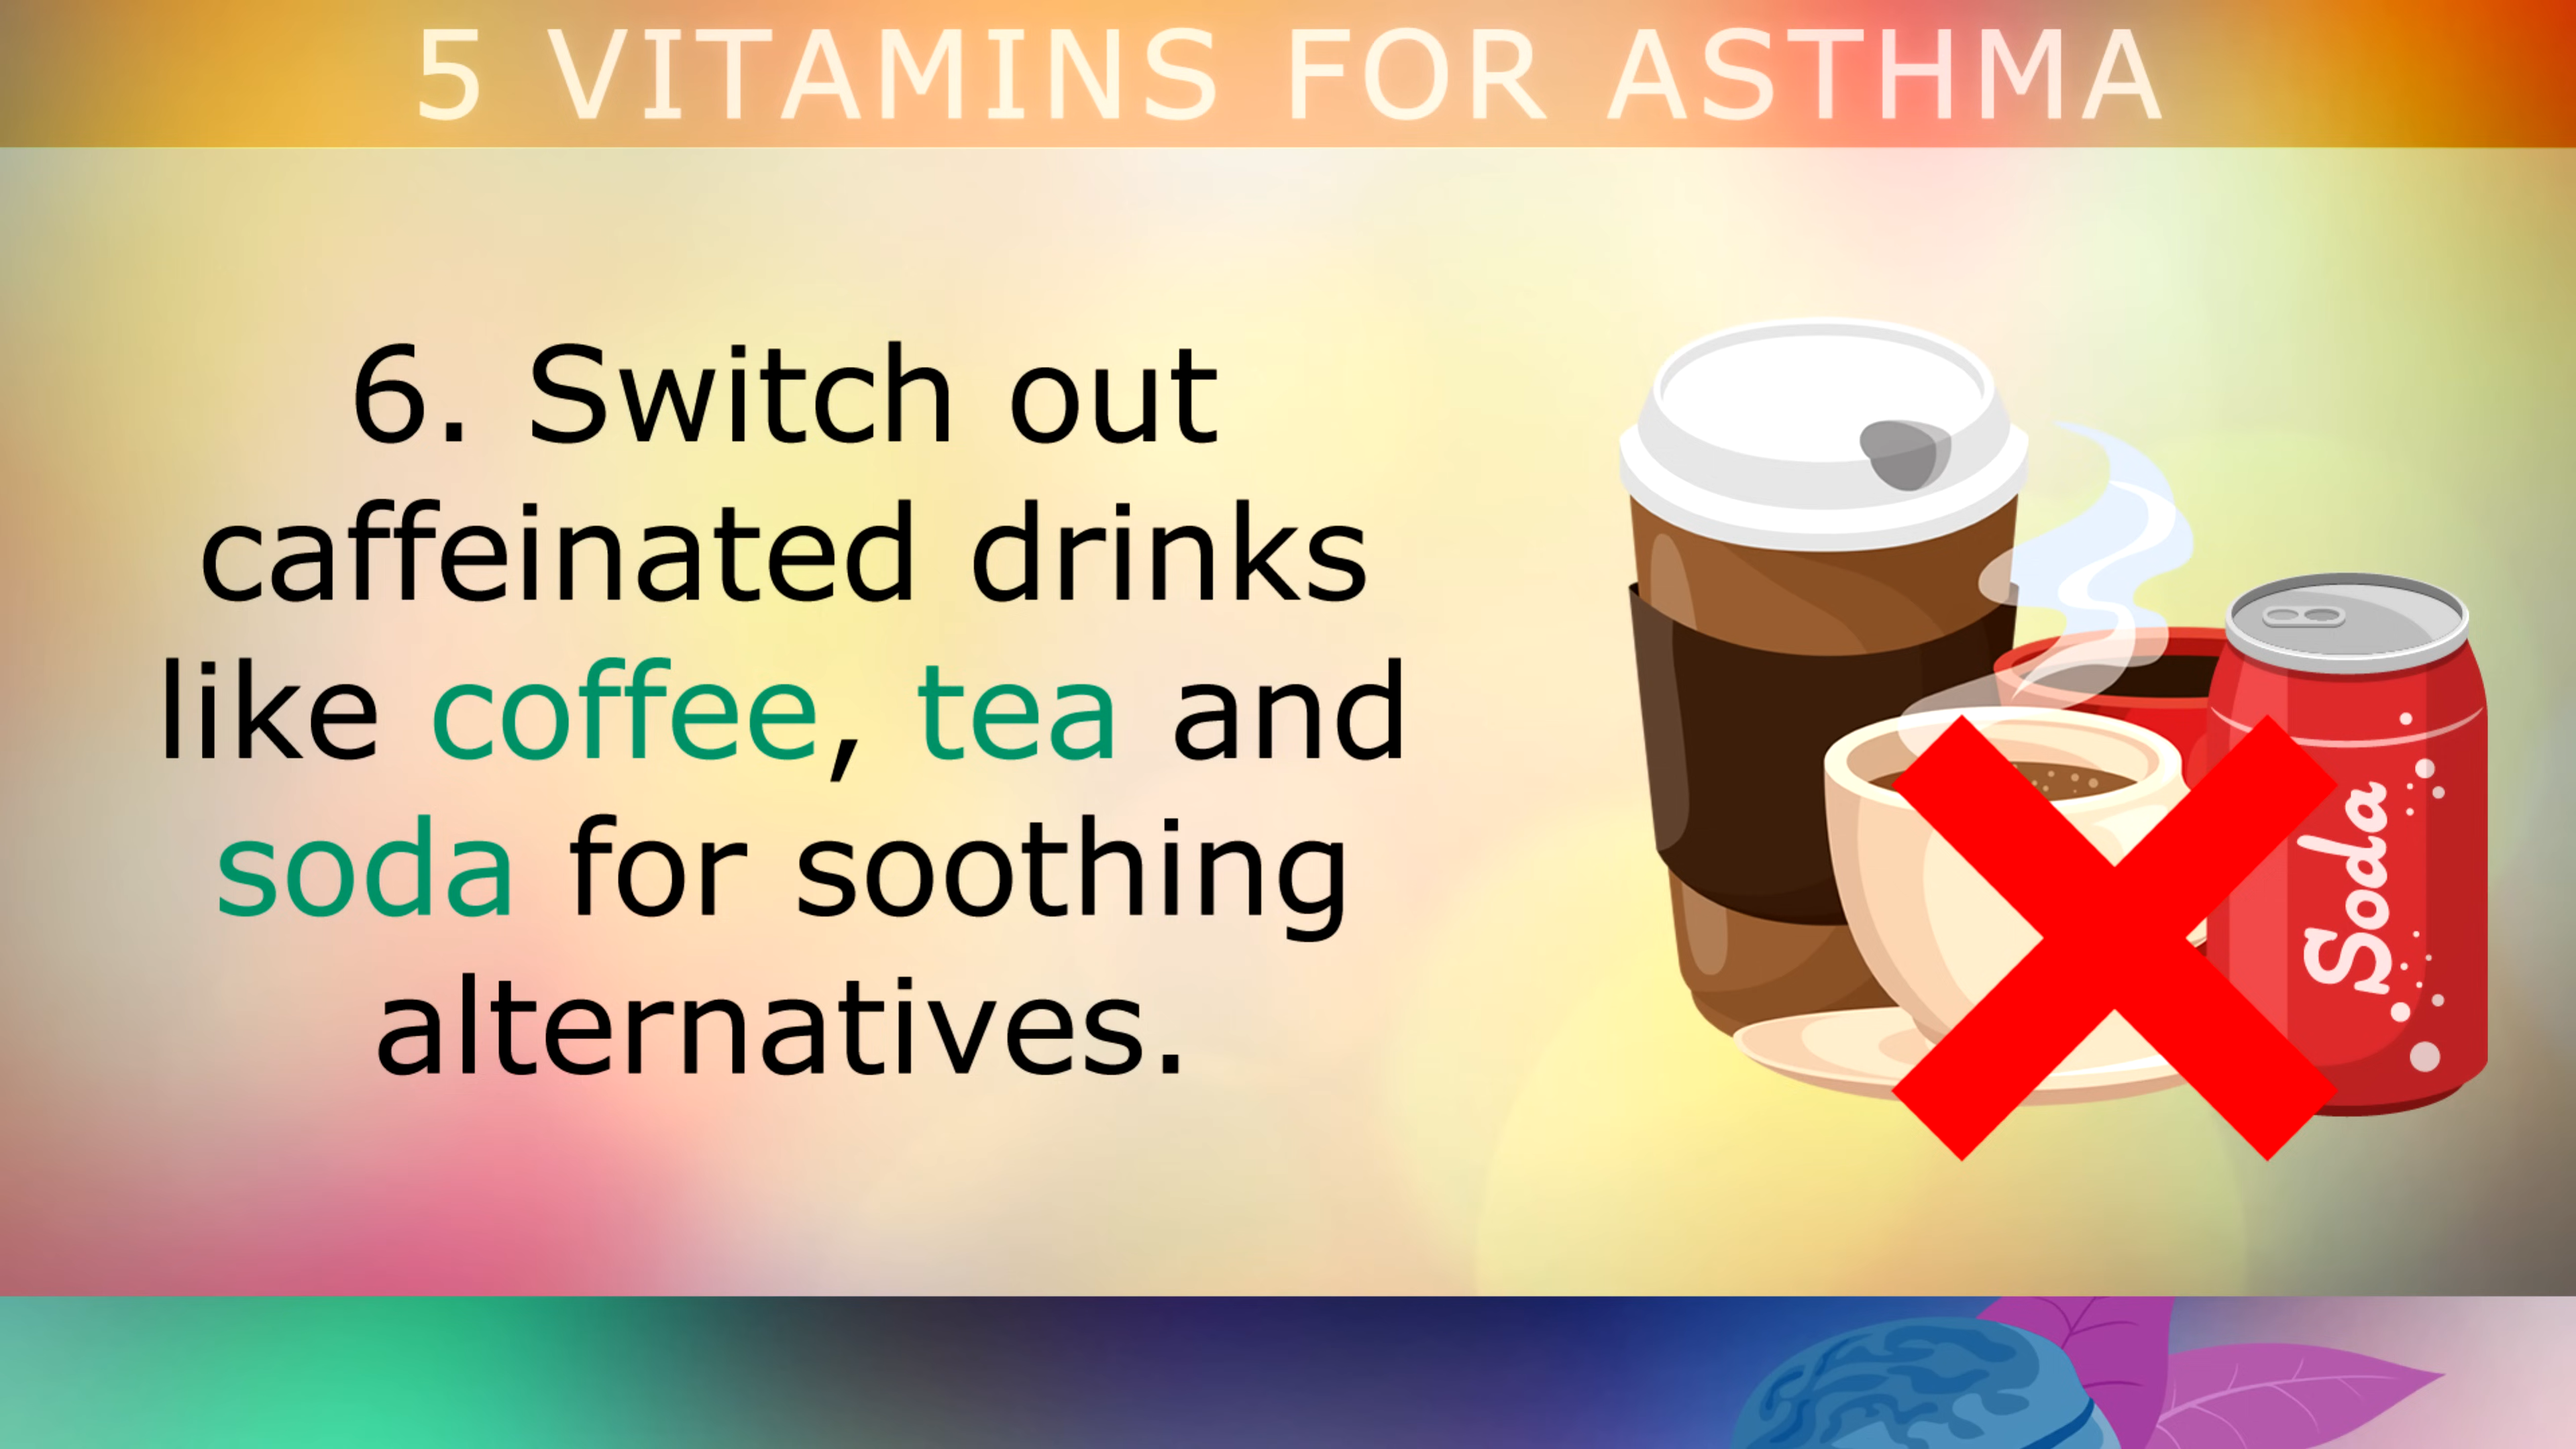 5 VITAMINS FOR ASTHMA
6. Switch out
caffeinated drinks
like coffee, tea and
soda for soothing
alternatives.
Soda